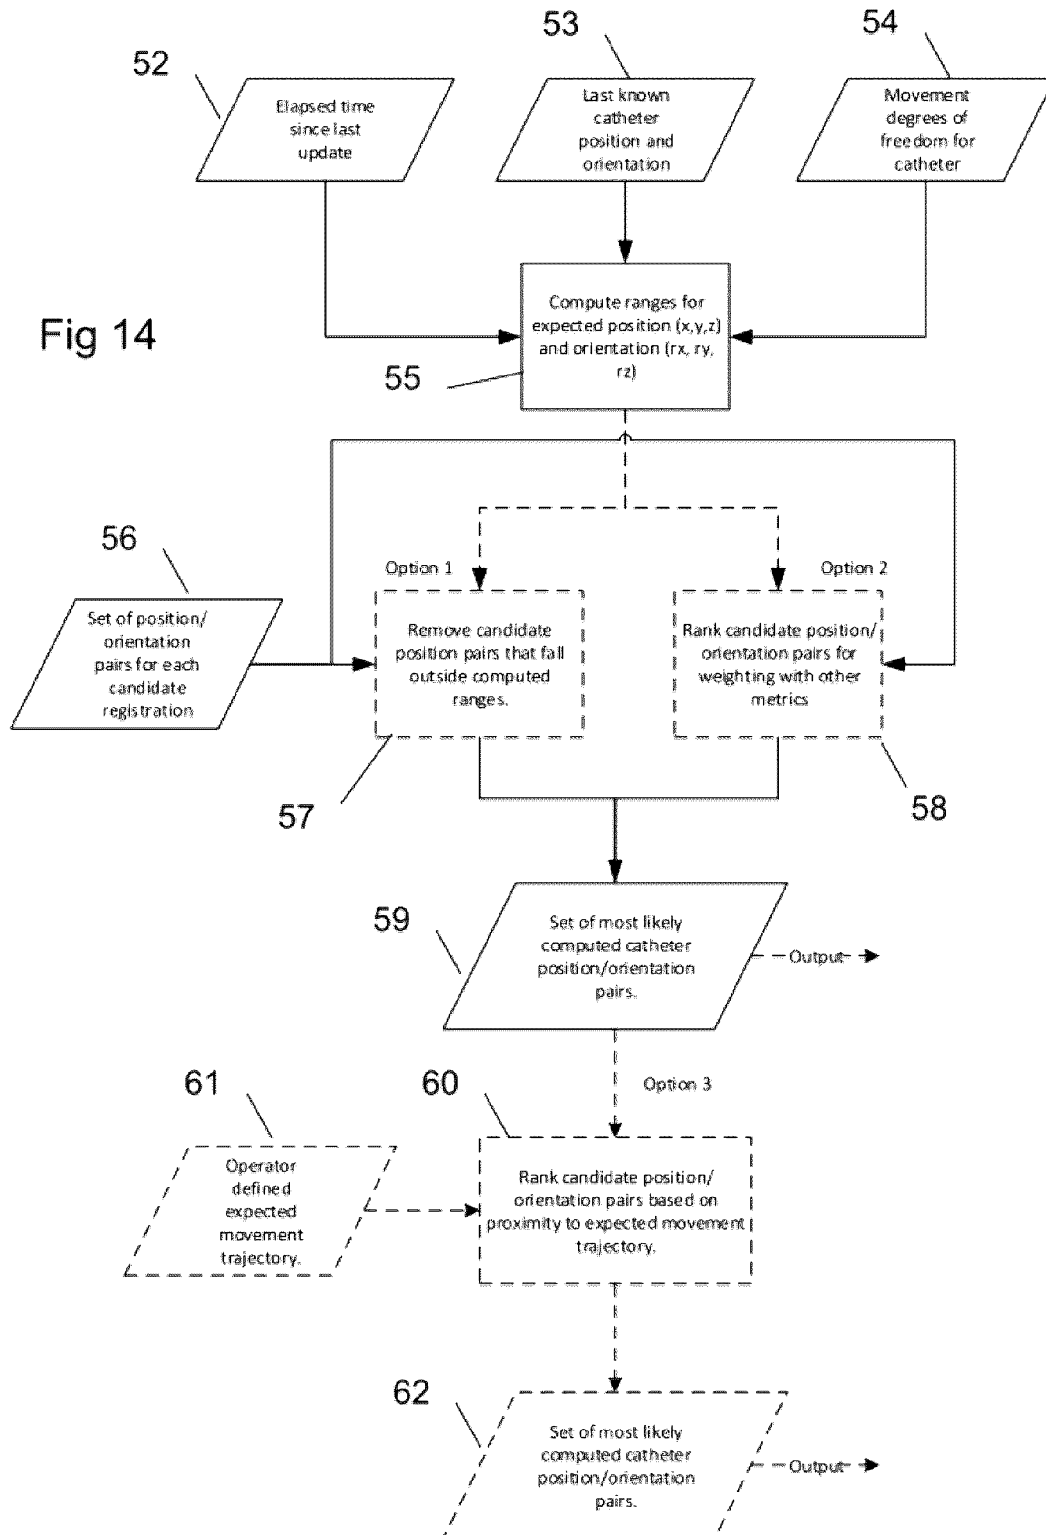 53
54
52
Elapsed time
since last
update
Last known
catheter
position and
orientation
Movement
degrees of
freedom for
catheter
Fig 14
Compute ranges for
expected position (x,y,z)
and orientation (rx, ry,
rz)
55
56
Option 1
Option 2
Set of position/
orientation
pairs for each
candidate
registration
Remove candidate
position pairs that fall
outside computed
ranges.
Rank candidate position/
orientation pairs for
weighting with other
metrics
57
58
59
Set of most likely
computed catheter
position/orientation
pairs.
Output
61
60
Option 3
Operator
defined
expected
movement
trajectory.
Rank candidate position/
orientation pairs based on
proximity to expected movement
trajectory.
62
Set of most likely
computed catheter
position/orientation
pairs.
Output